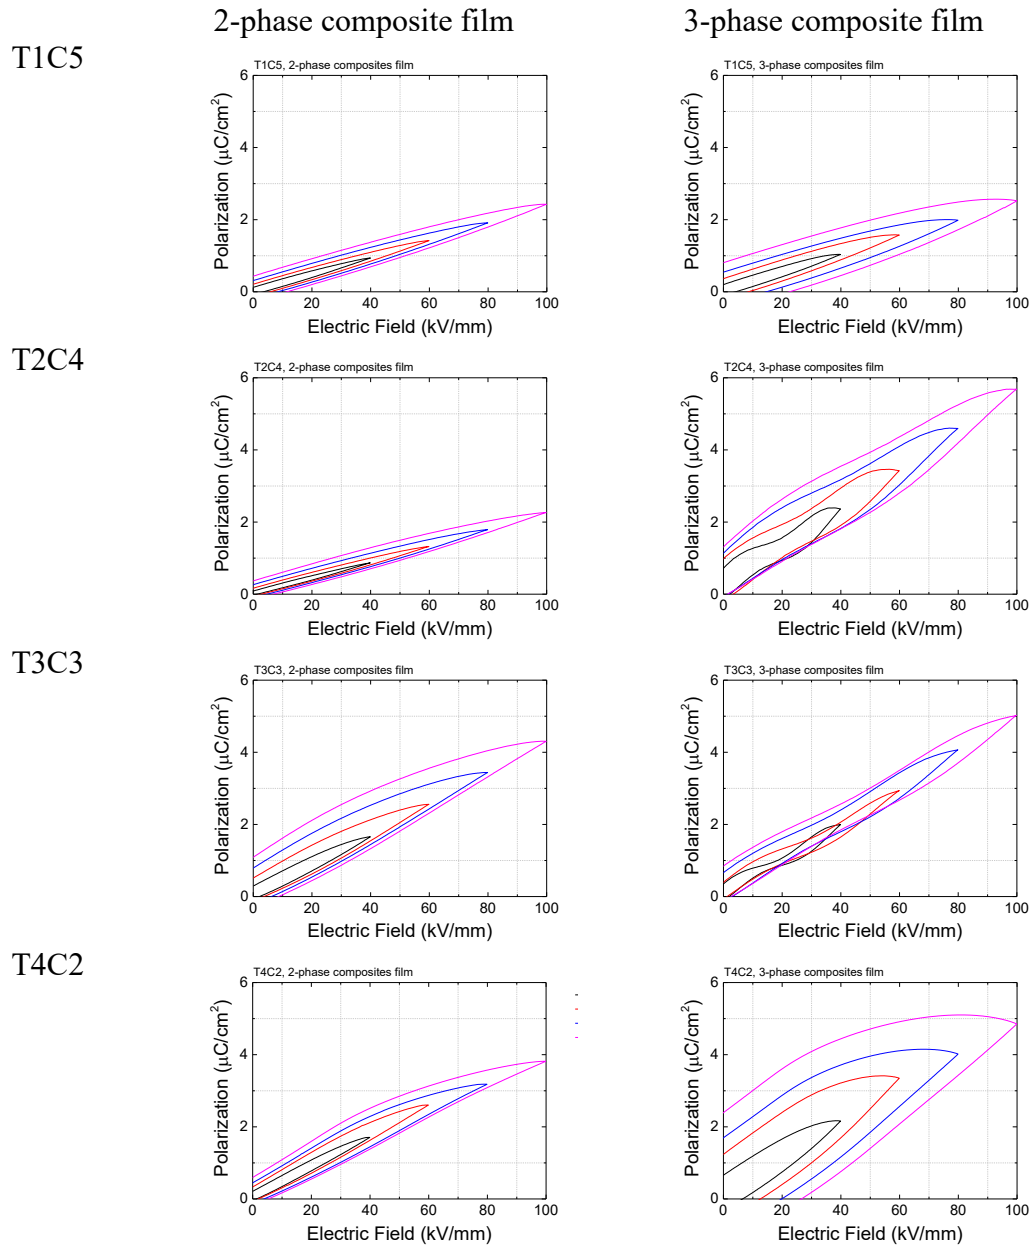 2-phase composite film
3-phase composite film
T1C5
T1C5, 2-phase composites film
6
4
2
0
Polarization (μC/cm²)
0 20 40 60 80 100
Electric Field (kV/mm)
T1C5, 3-phase composites film
6
4
2
0
Polarization (μC/cm²)
0 20 40 60 80 100
Electric Field (kV/mm)
T2C4
T2C4, 2-phase composites film
6
4
2
0
Polarization (μC/cm²)
0 20 40 60 80 100
Electric Field (kV/mm)
T2C4, 3-phase composites film
6
4
2
0
Polarization (μC/cm²)
0 20 40 60 80 100
Electric Field (kV/mm)
T3C3
T3C3, 2-phase composites film
6
4
2
0
Polarization (μC/cm²)
0 20 40 60 80 100
Electric Field (kV/mm)
T3C3, 3-phase composites film
6
4
2
0
Polarization (μC/cm²)
0 20 40 60 80 100
Electric Field (kV/mm)
T4C2
T4C2, 2-phase composites film
6
4
2
0
Polarization (μC/cm²)
0 20 40 60 80 100
Electric Field (kV/mm)
T4C2, 3-phase composites film
6
4
2
0
Polarization (μC/cm²)
0 20 40 60 80 100
Electric Field (kV/mm)